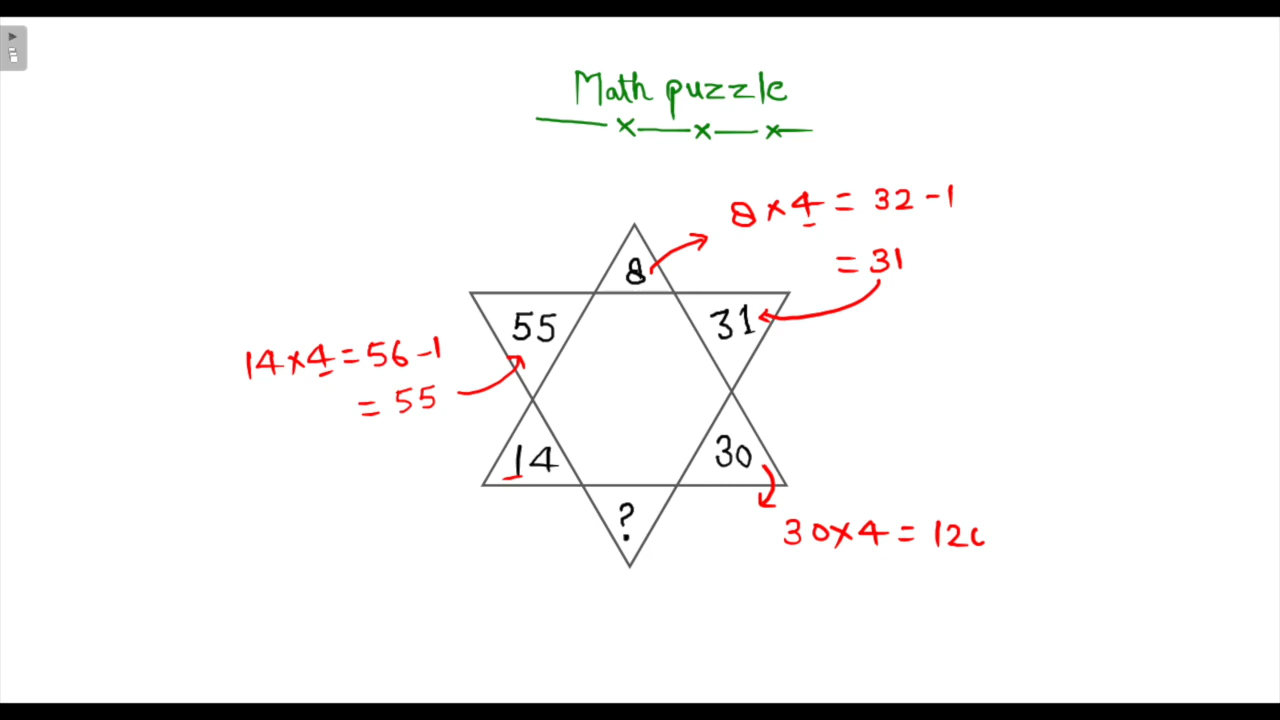 Math puzzle
8 × 4 = 32 - 1
= 31
8
55
31
14 × 4 = 56 - 1
= 55
14
30
?
30 × 4 = 12